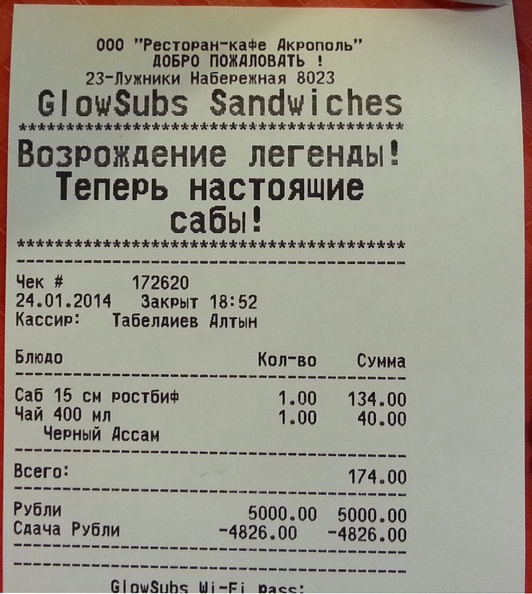 ООО "Ресторан-кафе Акрополь"
ДОБРО ПОЖАЛОВАТЬ !
23-Лужники Набережная 8023
GlowSubs Sandwiches
****************************************
Возрождение легенды!
Теперь настоящие
сабы!
****************************************
----------------------------------------
Чек # 172620
24.01.2014 Закрыт 18:52
Кассир: Табелдиев Алтын
Блюдо Кол-во Сумма
----------------------------------------
Саб 15 см ростбиф 1.00 134.00
Чай 400 мл 1.00 40.00
Черный Ассам
----------------------------------------
Всего: 174.00
----------------------------------------
Рубли 5000.00 5000.00
Сдача Рубли -4826.00 -4826.00
----------------------------------------
----------------------------------------
GlowSubs Wi-Fi pass: